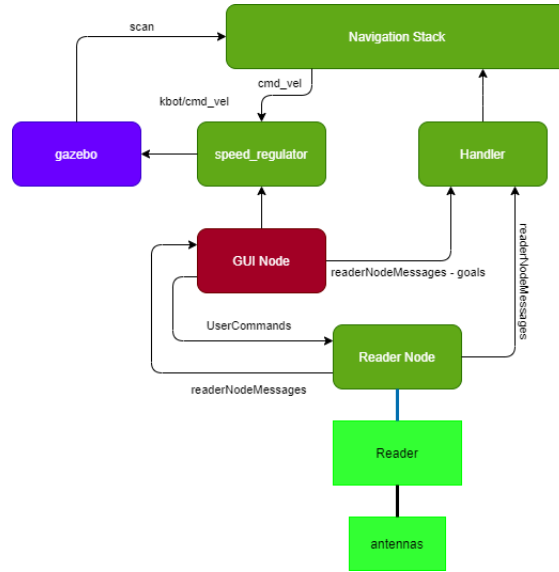 scan
Navigation Stack
cmd_vel
kbot/cmd_vel
gazebo
speed_regulator
Handler
readerNodeMessages
GUI Node
readerNodeMessages - goals
UserCommands
Reader Node
readerNodeMessages
Reader
antennas